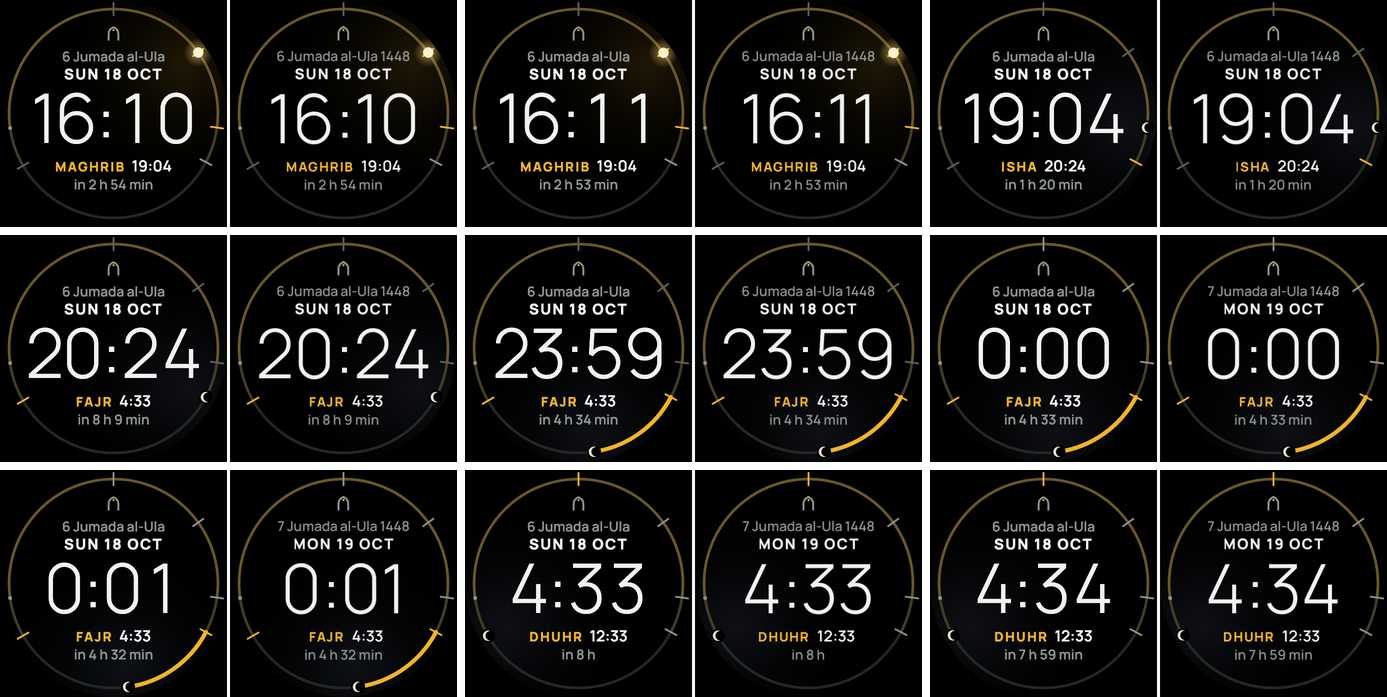 6 Jumada al-Ula
SUN 18 OCT
16:10
MAGHRIB 19:04
in 2 h 54 min
6 Jumada al-Ula 1448
SUN 18 OCT
16:10
MAGHRIB 19:04
in 2 h 54 min
6 Jumada al-Ula
SUN 18 OCT
16:11
MAGHRIB 19:04
in 2 h 53 min
6 Jumada al-Ula 1448
SUN 18 OCT
16:11
MAGHRIB 19:04
in 2 h 53 min
6 Jumada al-Ula
SUN 18 OCT
19:04
ISHA 20:24
in 1 h 20 min
6 Jumada al-Ula 1448
SUN 18 OCT
19:04
ISHA 20:24
in 1 h 20 min
6 Jumada al-Ula
SUN 18 OCT
20:24
FAJR 4:33
in 8 h 9 min
6 Jumada al-Ula 1448
SUN 18 OCT
20:24
FAJR 4:33
in 8 h 9 min
6 Jumada al-Ula
SUN 18 OCT
23:59
FAJR 4:33
in 4 h 34 min
6 Jumada al-Ula 1448
SUN 18 OCT
23:59
FAJR 4:33
in 4 h 34 min
6 Jumada al-Ula
SUN 18 OCT
0:00
FAJR 4:33
in 4 h 33 min
7 Jumada al-Ula 1448
MON 19 OCT
0:00
FAJR 4:33
in 4 h 33 min
6 Jumada al-Ula
SUN 18 OCT
0:01
FAJR 4:33
in 4 h 32 min
7 Jumada al-Ula 1448
MON 19 OCT
0:01
FAJR 4:33
in 4 h 32 min
6 Jumada al-Ula
SUN 18 OCT
4:33
DHUHR 12:33
in 8 h
7 Jumada al-Ula 1448
MON 19 OCT
4:33
DHUHR 12:33
in 8 h
6 Jumada al-Ula
SUN 18 OCT
4:34
DHUHR 12:33
in 7 h 59 min
7 Jumada al-Ula 1448
MON 19 OCT
4:34
DHUHR 12:33
in 7 h 59 min